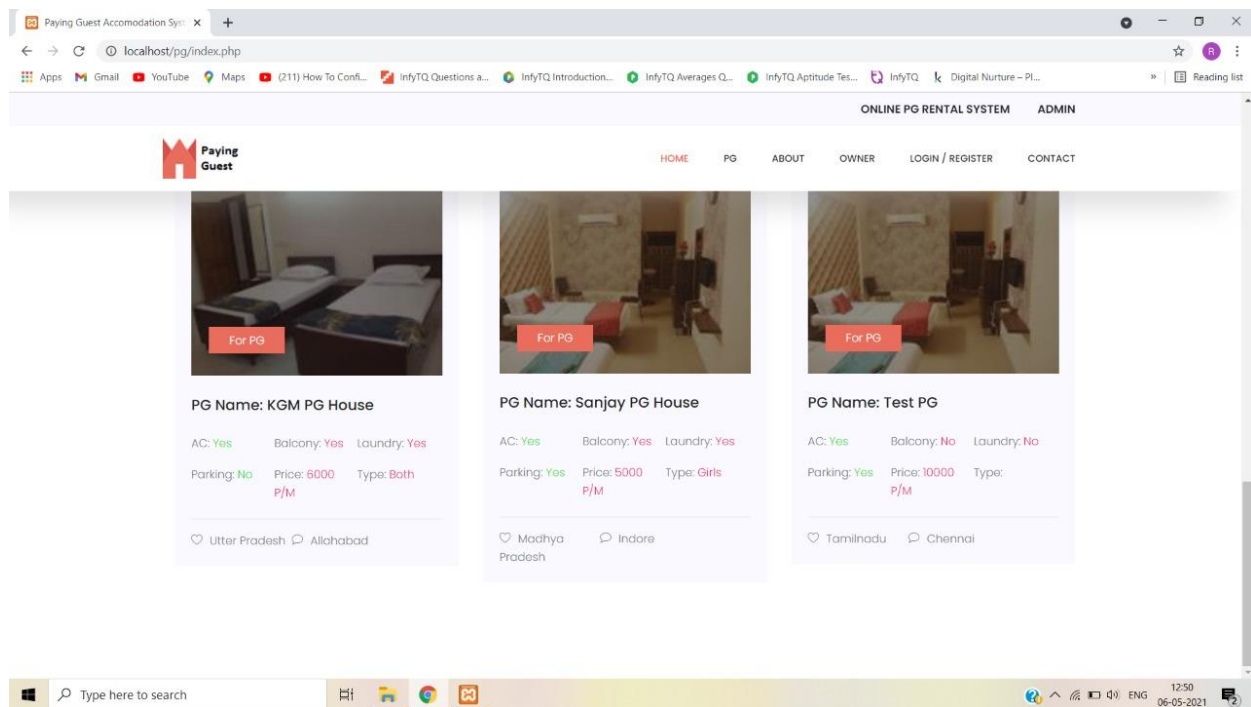 Paying Guest Accomodation Syst
localhost/pg/index.php
R
Apps Gmail YouTube Maps (211) How To Confi... InfyTQ Questions a... InfyTQ Introduction... InfyTQ Averages Q... InfyTQ Aptitude Tes... InfyTQ Digital Nurture – Pl... » Reading list
ONLINE PG RENTAL SYSTEM ADMIN
Paying
Guest
HOME PG ABOUT OWNER LOGIN / REGISTER CONTACT
For PG For PG For PG
PG Name: KGM PG House
AC: Yes Balcony: Yes Laundry: Yes
Parking: No Price: 6000 Type: Both
P/M
Utter Pradesh Allahabad
PG Name: Sanjay PG House
AC: Yes Balcony: Yes Laundry: Yes
Parking: Yes Price: 5000 Type: Girls
P/M
Madhya Indore
Pradesh
PG Name: Test PG
AC: Yes Balcony: No Laundry: No
Parking: Yes Price: 10000 Type:
P/M
Tamilnadu Chennai
Type here to search
ENG
12:50
06-05-2021
2